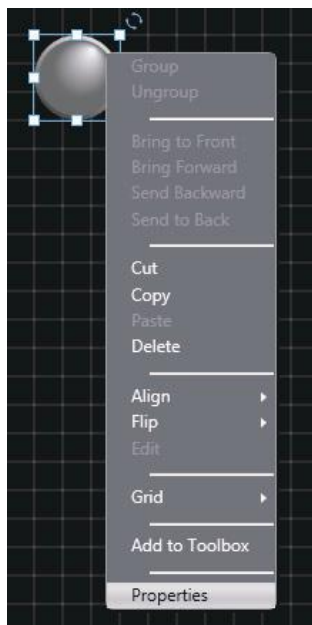 Group
Ungroup
Bring to Front
Bring Forward
Send Backward
Send to Back
Cut
Copy
Paste
Delete
Align
Flip
Edit
Grid
Add to Toolbox
Properties